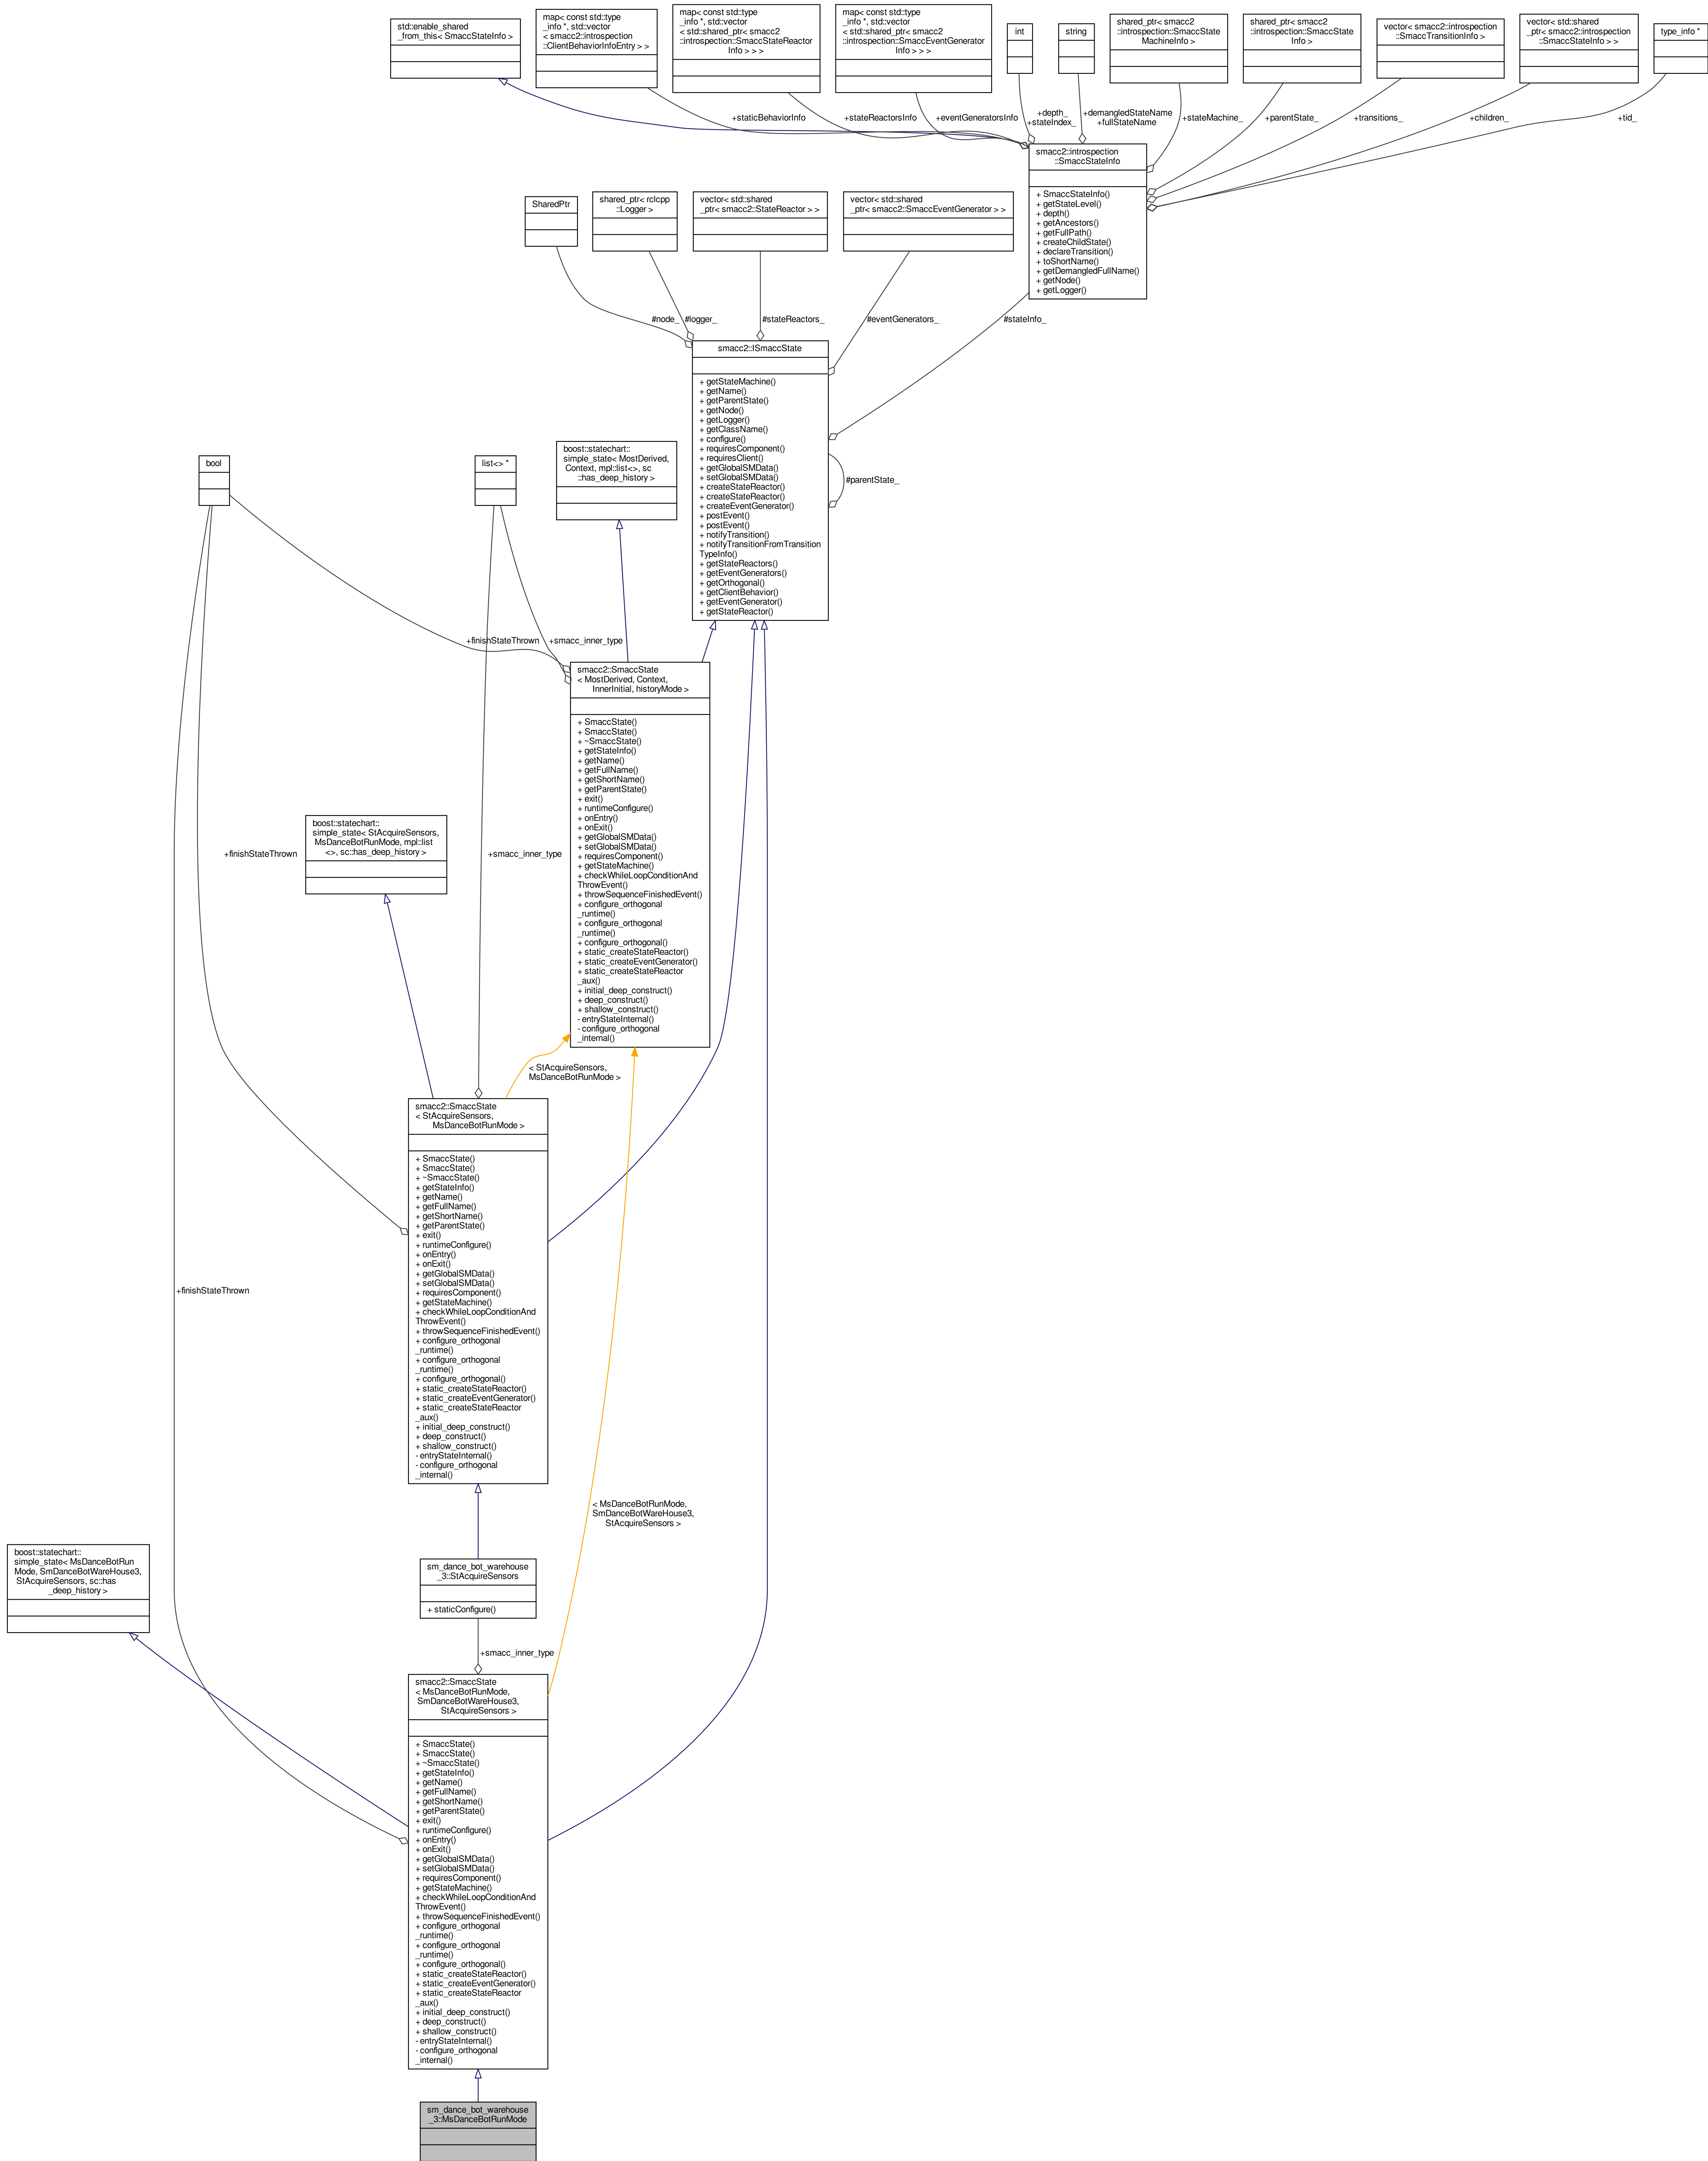 std::enable_shared
_from_this< SmaccStateInfo >
map< const std::type
_info *, std::vector
< smacc2::introspection
::ClientBehaviorInfoEntry > >
map< const std::type
_info *, std::vector
< std::shared_ptr< smacc2
::introspection::SmaccStateReactor
Info > > >
map< const std::type
_info *, std::vector
< std::shared_ptr< smacc2
::introspection::SmaccEventGenerator
Info > > >
int
string
shared_ptr< smacc2
::introspection::SmaccState
MachineInfo >
shared_ptr< smacc2
::introspection::SmaccState
Info >
vector< smacc2::introspection
::SmaccTransitionInfo >
vector< std::shared
_ptr< smacc2::introspection
::SmaccStateInfo > >
type_info *
+staticBehaviorInfo
+stateReactorsInfo
+eventGeneratorsInfo
+depth_
+stateIndex_
+demangledStateName
+fullStateName
+stateMachine_
+parentState_
+transitions_
+children_
+tid_
smacc2::introspection
::SmaccStateInfo
+ SmaccStateInfo()
+ getStateLevel()
+ depth()
+ getAncestors()
+ getFullPath()
+ createChildState()
+ declareTransition()
+ toShortName()
+ getDemangledFullName()
+ getNode()
+ getLogger()
SharedPtr
shared_ptr< rclcpp
::Logger >
vector< std::shared
_ptr< smacc2::StateReactor > >
vector< std::shared
_ptr< smacc2::SmaccEventGenerator > >
#node_
#logger_
#stateReactors_
#eventGenerators_
#stateInfo_
smacc2::ISmaccState
+ getStateMachine()
+ getName()
+ getParentState()
+ getNode()
+ getLogger()
+ getClassName()
+ configure()
+ requiresComponent()
+ requiresClient()
+ getGlobalSMData()
+ setGlobalSMData()
+ createStateReactor()
+ createStateReactor()
+ createEventGenerator()
+ postEvent()
+ postEvent()
+ notifyTransition()
+ notifyTransitionFromTransition
TypeInfo()
+ getStateReactors()
+ getEventGenerators()
+ getOrthogonal()
+ getClientBehavior()
+ getEventGenerator()
+ getStateReactor()
#parentState_
bool
list<> *
boost::statechart::
simple_state< MostDerived,
Context, mpl::list<>, sc
::has_deep_history >
+finishStateThrown
+smacc_inner_type
smacc2::SmaccState
< MostDerived, Context,
InnerInitial, historyMode >
+ SmaccState()
+ SmaccState()
+ ~SmaccState()
+ getStateInfo()
+ getName()
+ getFullName()
+ getShortName()
+ getParentState()
+ exit()
+ runtimeConfigure()
+ onEntry()
+ onExit()
+ getGlobalSMData()
+ setGlobalSMData()
+ requiresComponent()
+ getStateMachine()
+ checkWhileLoopConditionAnd
ThrowEvent()
+ throwSequenceFinishedEvent()
+ configure_orthogonal
_runtime()
+ configure_orthogonal
_runtime()
+ configure_orthogonal()
+ static_createStateReactor()
+ static_createEventGenerator()
+ static_createStateReactor
_aux()
+ initial_deep_construct()
+ deep_construct()
+ shallow_construct()
- entryStateInternal()
- configure_orthogonal
_internal()
boost::statechart::
simple_state< StAcquireSensors,
MsDanceBotRunMode, mpl::list
<>, sc::has_deep_history >
+finishStateThrown
+smacc_inner_type
< StAcquireSensors,
MsDanceBotRunMode >
smacc2::SmaccState
< StAcquireSensors,
MsDanceBotRunMode >
+ SmaccState()
+ SmaccState()
+ ~SmaccState()
+ getStateInfo()
+ getName()
+ getFullName()
+ getShortName()
+ getParentState()
+ exit()
+ runtimeConfigure()
+ onEntry()
+ onExit()
+ getGlobalSMData()
+ setGlobalSMData()
+ requiresComponent()
+ getStateMachine()
+ checkWhileLoopConditionAnd
ThrowEvent()
+ throwSequenceFinishedEvent()
+ configure_orthogonal
_runtime()
+ configure_orthogonal
_runtime()
+ configure_orthogonal()
+ static_createStateReactor()
+ static_createEventGenerator()
+ static_createStateReactor
_aux()
+ initial_deep_construct()
+ deep_construct()
+ shallow_construct()
- entryStateInternal()
- configure_orthogonal
_internal()
+finishStateThrown
< MsDanceBotRunMode,
SmDanceBotWareHouse3,
StAcquireSensors >
boost::statechart::
simple_state< MsDanceBotRun
Mode, SmDanceBotWareHouse3,
StAcquireSensors, sc::has
_deep_history >
sm_dance_bot_warehouse
_3::StAcquireSensors
+ staticConfigure()
+smacc_inner_type
smacc2::SmaccState
< MsDanceBotRunMode,
SmDanceBotWareHouse3,
StAcquireSensors >
+ SmaccState()
+ SmaccState()
+ ~SmaccState()
+ getStateInfo()
+ getName()
+ getFullName()
+ getShortName()
+ getParentState()
+ exit()
+ runtimeConfigure()
+ onEntry()
+ onExit()
+ getGlobalSMData()
+ setGlobalSMData()
+ requiresComponent()
+ getStateMachine()
+ checkWhileLoopConditionAnd
ThrowEvent()
+ throwSequenceFinishedEvent()
+ configure_orthogonal
_runtime()
+ configure_orthogonal
_runtime()
+ configure_orthogonal()
+ static_createStateReactor()
+ static_createEventGenerator()
+ static_createStateReactor
_aux()
+ initial_deep_construct()
+ deep_construct()
+ shallow_construct()
- entryStateInternal()
- configure_orthogonal
_internal()
sm_dance_bot_warehouse
_3::MsDanceBotRunMode